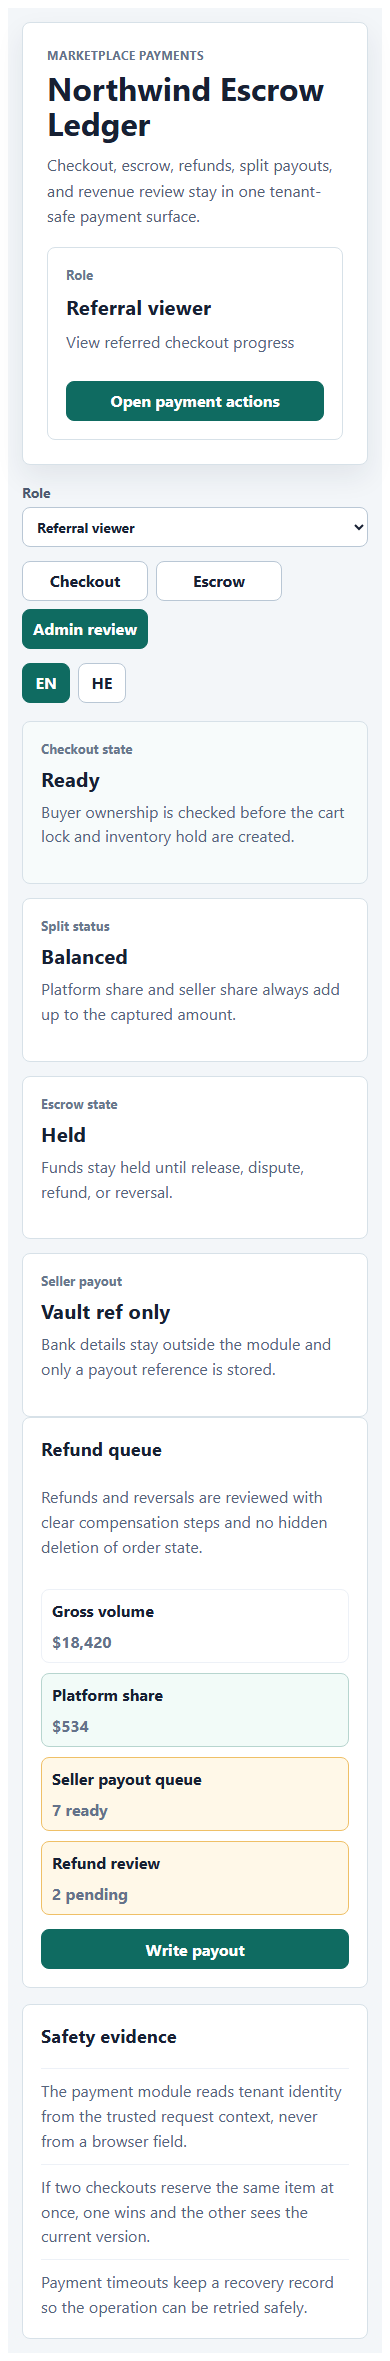 MARKETPLACE PAYMENTS
Northwind Escrow
Ledger
Checkout, escrow, refunds, split payouts,
and revenue review stay in one tenant-
safe payment surface.
Role
Referral viewer
View referred checkout progress
Open payment actions
Role
Referral viewer
Checkout
Escrow
Admin review
EN
HE
Checkout state
Ready
Buyer ownership is checked before the cart
lock and inventory hold are created.
Split status
Balanced
Platform share and seller share always add
up to the captured amount.
Escrow state
Held
Funds stay held until release, dispute,
refund, or reversal.
Seller payout
Vault ref only
Bank details stay outside the module and
only a payout reference is stored.
Refund queue
Refunds and reversals are reviewed with
clear compensation steps and no hidden
deletion of order state.
Gross volume
$18,420
Platform share
$534
Seller payout queue
7 ready
Refund review
2 pending
Write payout
Safety evidence
The payment module reads tenant identity
from the trusted request context, never
from a browser field.
If two checkouts reserve the same item at
once, one wins and the other sees the
current version.
Payment timeouts keep a recovery record
so the operation can be retried safely.